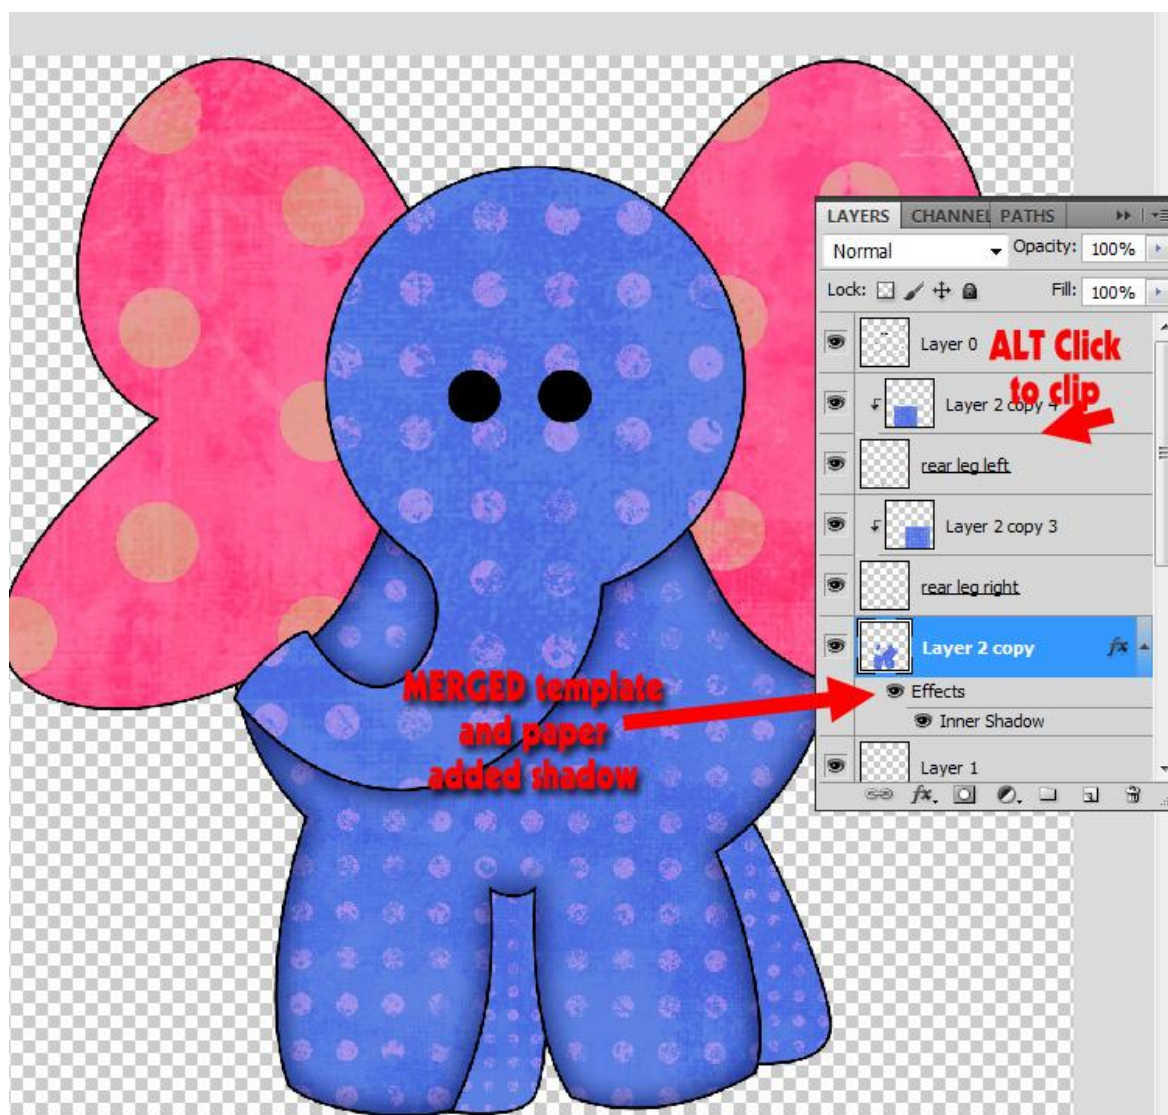 LAYERS CHANNEL PATHS
Normal Opacity: 100%
Lock: Fill: 100%
Layer 0
ALT Click
to clip
Layer 2 copy 4
rear leg left
Layer 2 copy 3
rear leg right
Layer 2 copy fx
Effects
Inner Shadow
Layer 1
fx.
MERGED template
and paper
added shadow